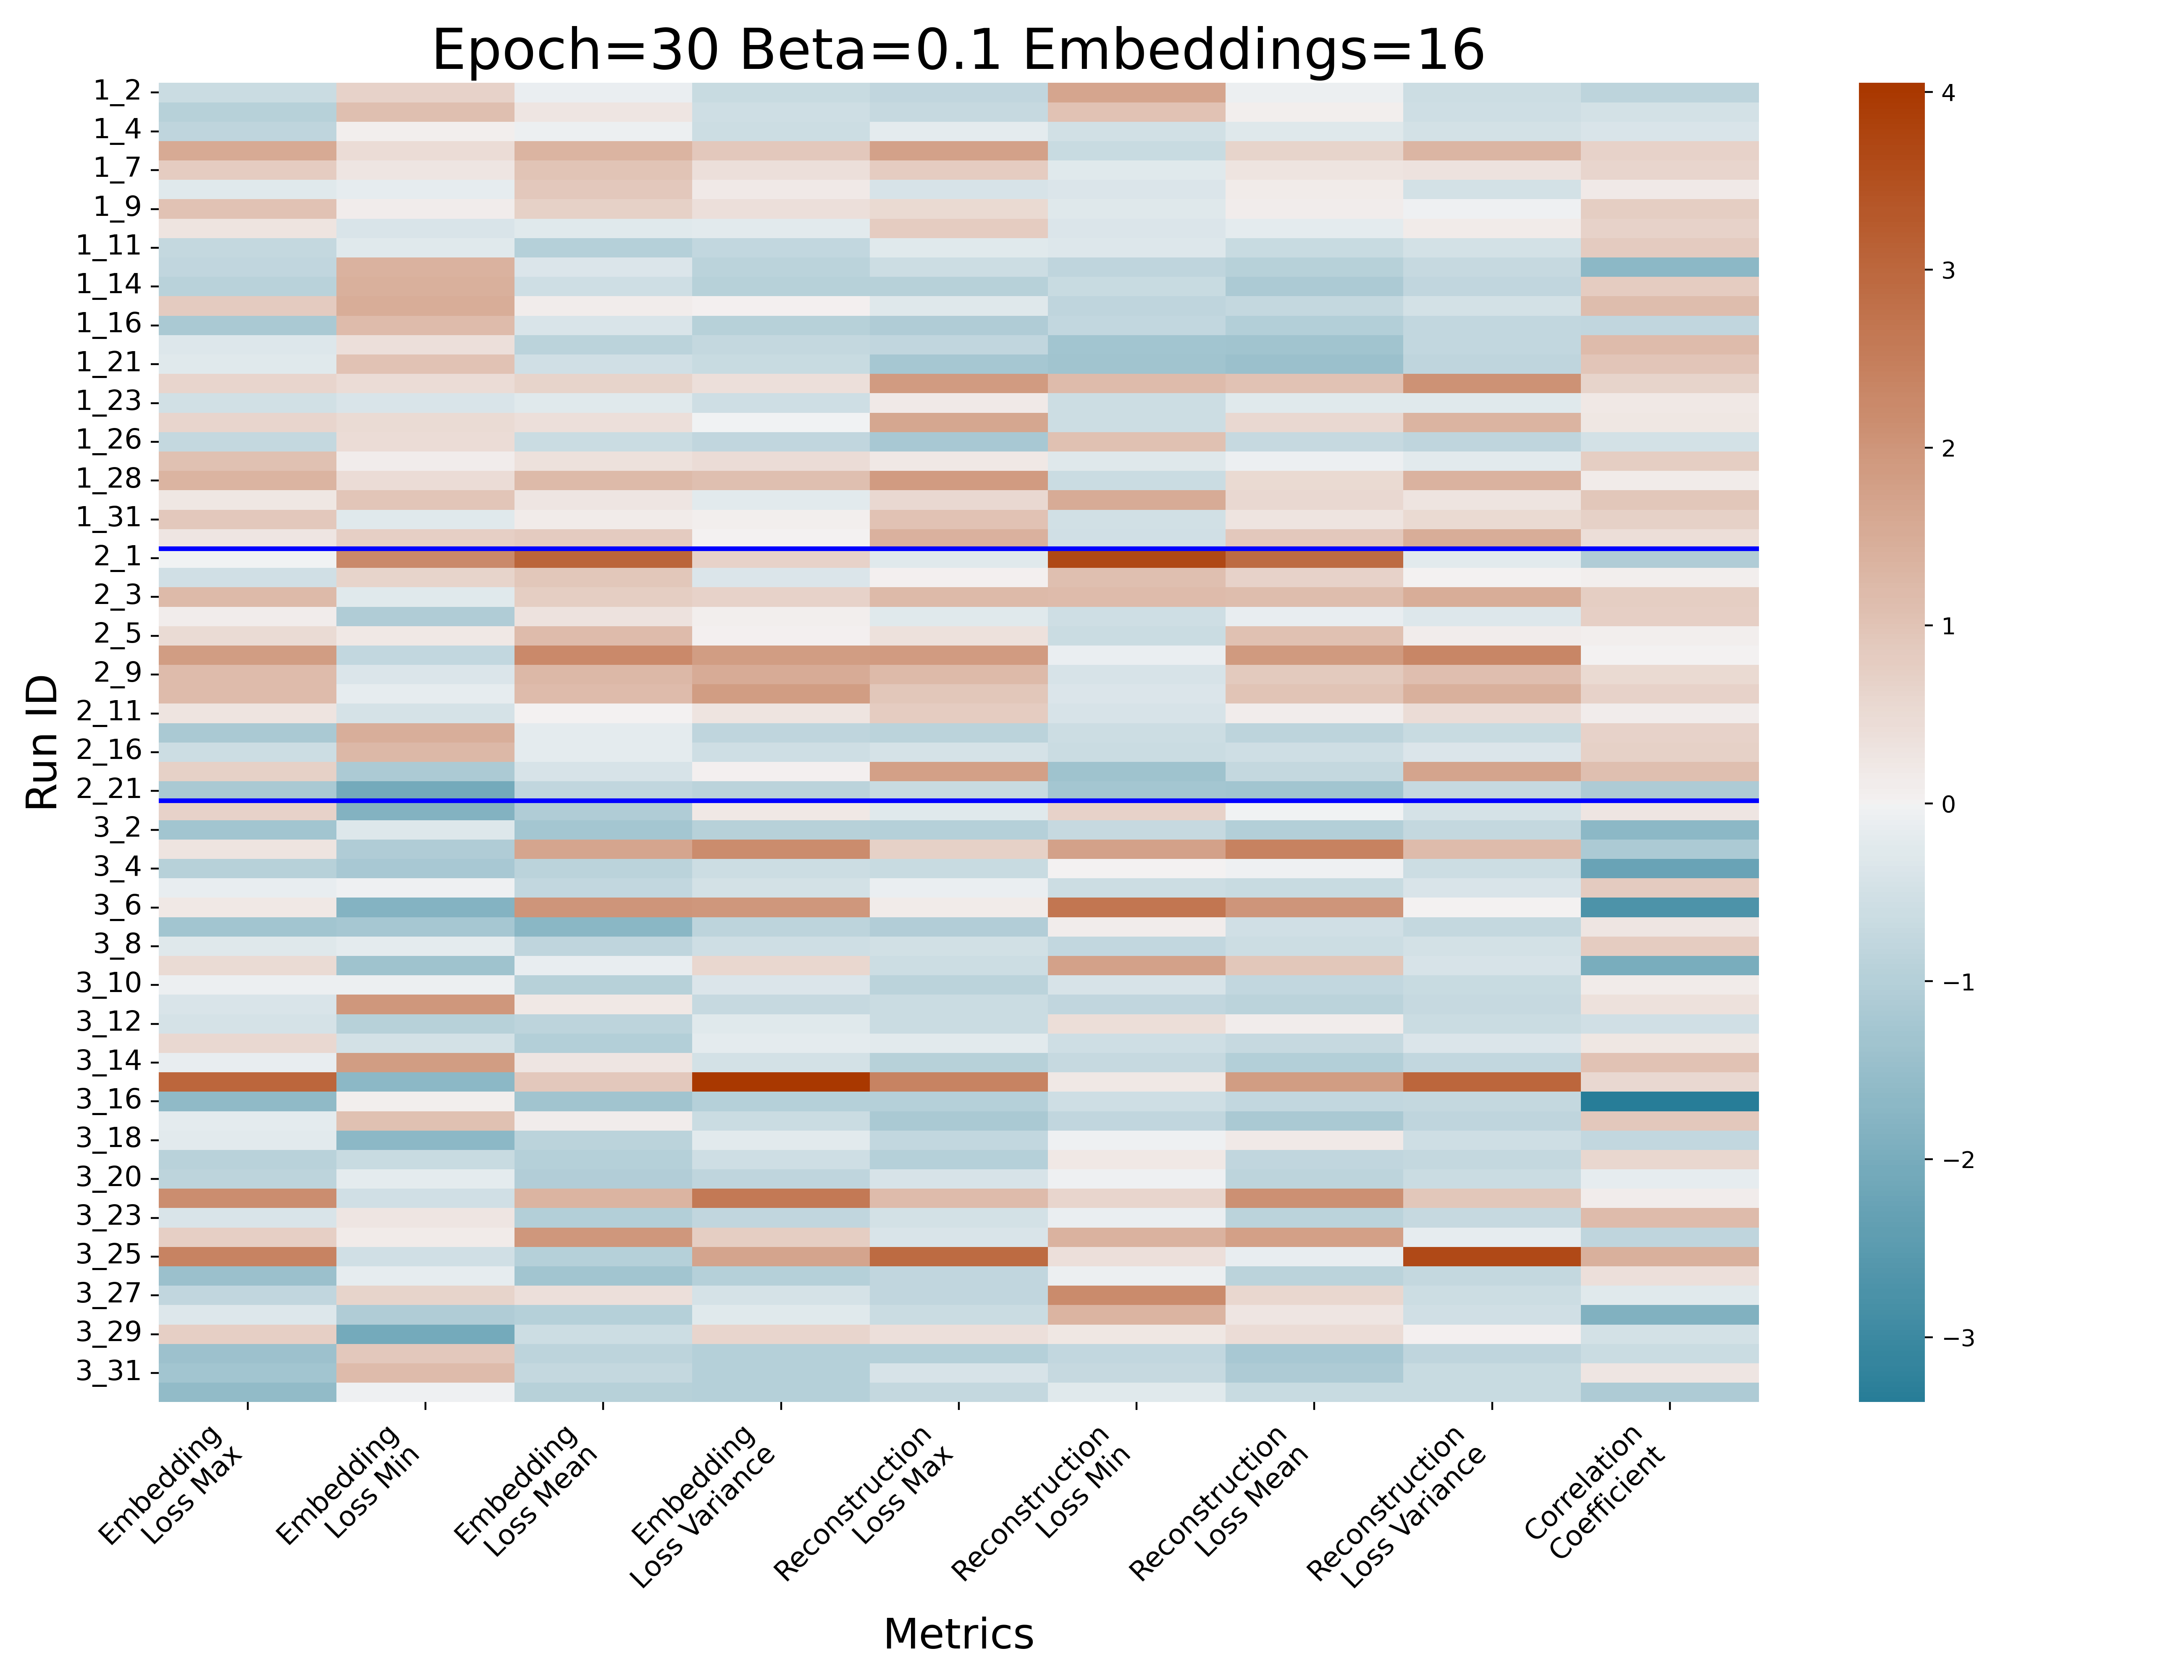 Epoch=30 Beta=0.1 Embeddings=16
Run ID
1_2
1_4
1_7
1_9
1_11
1_14
1_16
1_21
1_23
1_26
1_28
1_31
2_1
2_3
2_5
2_9
2_11
2_16
2_21
3_2
3_4
3_6
3_8
3_10
3_12
3_14
3_16
3_18
3_20
3_23
3_25
3_27
3_29
3_31
Embedding
Loss Max
Embedding
Loss Min
Embedding
Loss Mean
Embedding
Loss Variance
Reconstruction
Loss Max
Reconstruction
Loss Min
Reconstruction
Loss Mean
Reconstruction
Loss Variance
Correlation
Coefficient
Metrics
4
3
2
1
0
−1
−2
−3